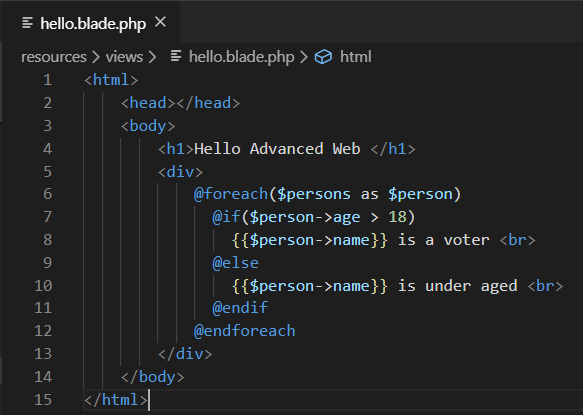 hello.blade.php
resources > views > hello.blade.php > html
1 <html>
2     <head></head>
3     <body>
4         <h1>Hello Advanced Web </h1>
5         <div>
6             @foreach($persons as $person)
7               @if($person->age > 18)
8                 {{$person->name}} is a voter <br>
9               @else
10                {{$person->name}} is under aged <br>
11              @endif
12            @endforeach
13        </div>
14    </body>
15 </html>